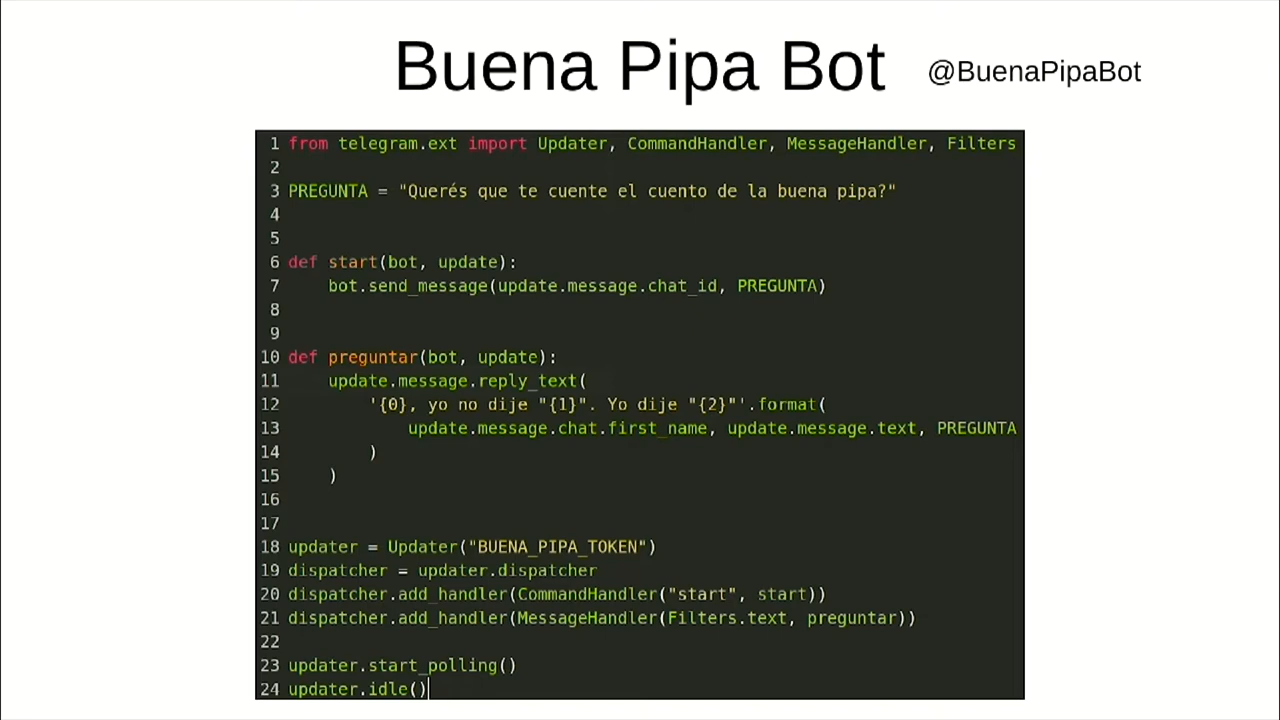 Buena Pipa Bot @BuenaPipaBot
1 from telegram.ext import Updater, CommandHandler, MessageHandler, Filters
2
3 PREGUNTA = "Querés que te cuente el cuento de la buena pipa?"
4
5
6 def start(bot, update):
7     bot.send_message(update.message.chat_id, PREGUNTA)
8
9
10 def preguntar(bot, update):
11     update.message.reply_text(
12         '{0}, yo no dije "{1}". Yo dije "{2}"'.format(
13             update.message.chat.first_name, update.message.text, PREGUNTA
14         )
15     )
16
17
18 updater = Updater("BUENA_PIPA_TOKEN")
19 dispatcher = updater.dispatcher
20 dispatcher.add_handler(CommandHandler("start", start))
21 dispatcher.add_handler(MessageHandler(Filters.text, preguntar))
22
23 updater.start_polling()
24 updater.idle()